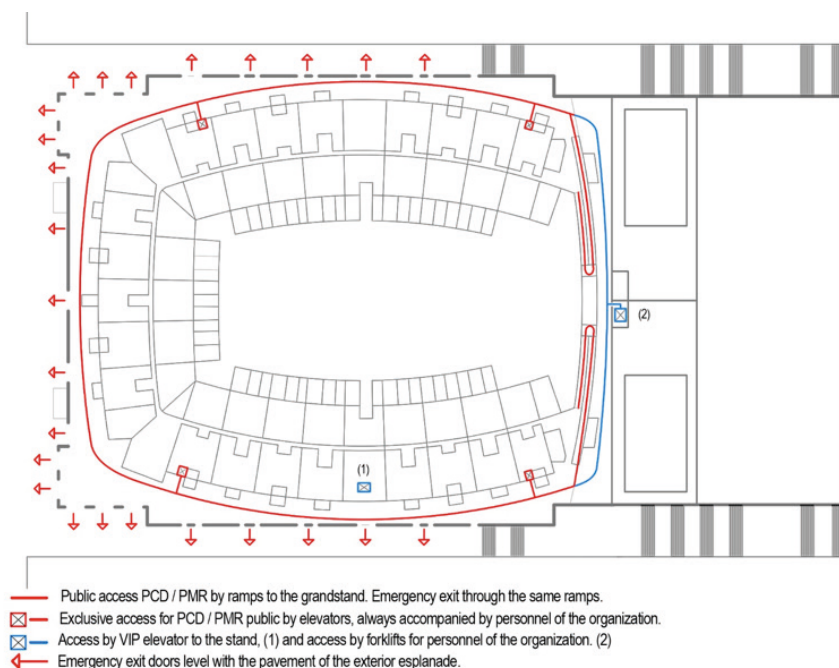 (2)
(1)
Public access PCD / PMR by ramps to the grandstand. Emergency exit through the same ramps.
Exclusive access for PCD / PMR public by elevators, always accompanied by personnel of the organization.
Access by VIP elevator to the stand, (1) and access by forklifts for personnel of the organization. (2)
Emergency exit doors level with the pavement of the exterior esplanade.